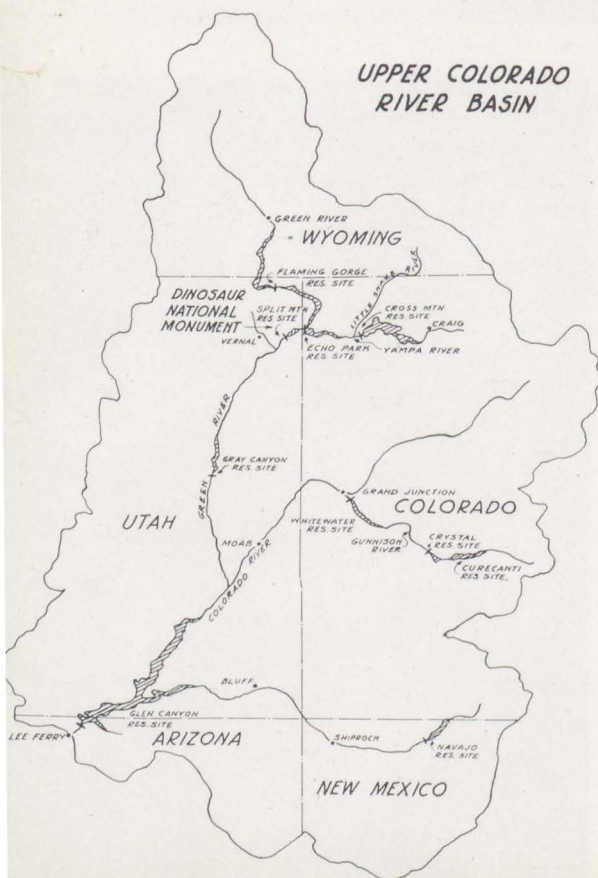 UPPER COLORADO
RIVER BASIN
GREEN RIVER
WYOMING
FLAMING GORGE
RES. SITE
LITTLE SNAKE
RIVER
DINOSAUR
NATIONAL
MONUMENT
SPLIT MTN
RES. SITE
CROSS MTN
RES. SITE
CRAIG
VERNAL
ECHO PARK
RES. SITE
YAMPA RIVER
GREEN RIVER
GRAY CANYON
RES. SITE
GRAND JUNCTION
COLORADO
UTAH
WHITEWATER
RES. SITE
GUNNISON
RIVER
CRYSTAL
RES. SITE
MOAB
CURECANTI
RES. SITE.
COLORADO RIVER
BLUFF
GLEN CANYON
RES. SITE
LEE FERRY
ARIZONA
SHIPROCK
NAVAJO
RES. SITE
NEW MEXICO